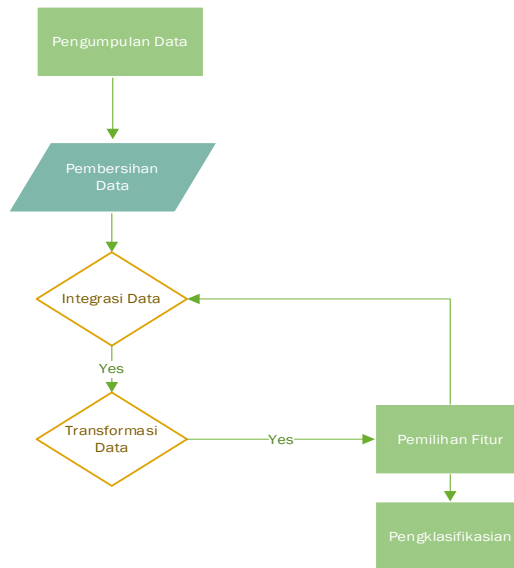 Pengumpulan Data
Pembersihan
Data
Integrasi Data
Yes
Transformasi
Data
Yes
Pemilihan Fitur
Pengklasifikasian